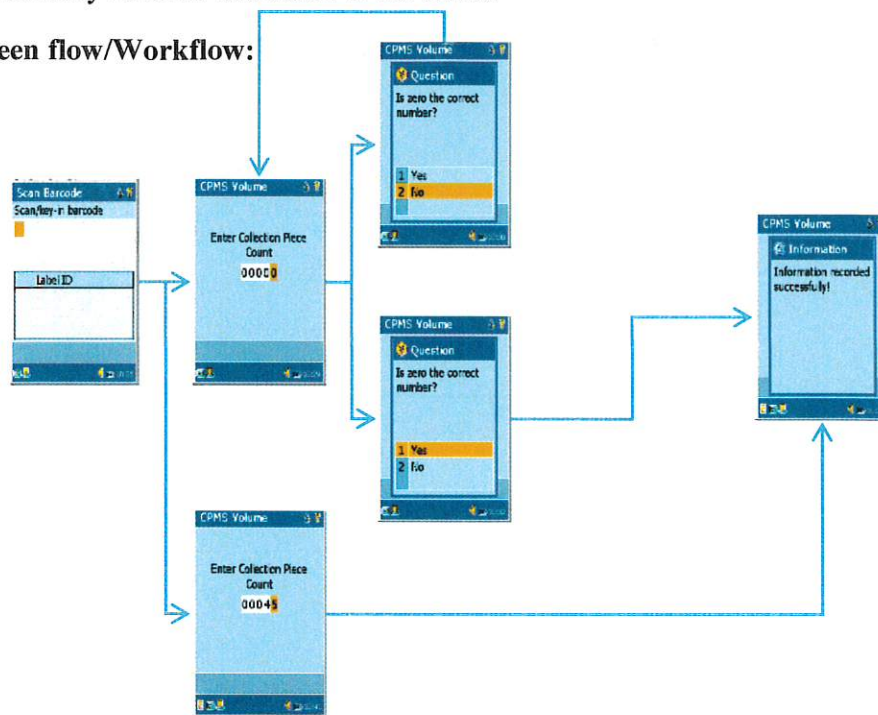 een flow/Workflow:
CPMS Volume
Question
Is zero the correct
number?
1 Yes
2 No
Scan Barcode
Scan/key-in barcode
Label ID
CPMS Volume
Enter Collection Piece
Count
00000
CPMS Volume
Question
Is zero the correct
number?
1 Yes
2 No
CPMS Volume
Information
Information recorded
successfully!
CPMS Volume
Enter Collection Piece
Count
00045